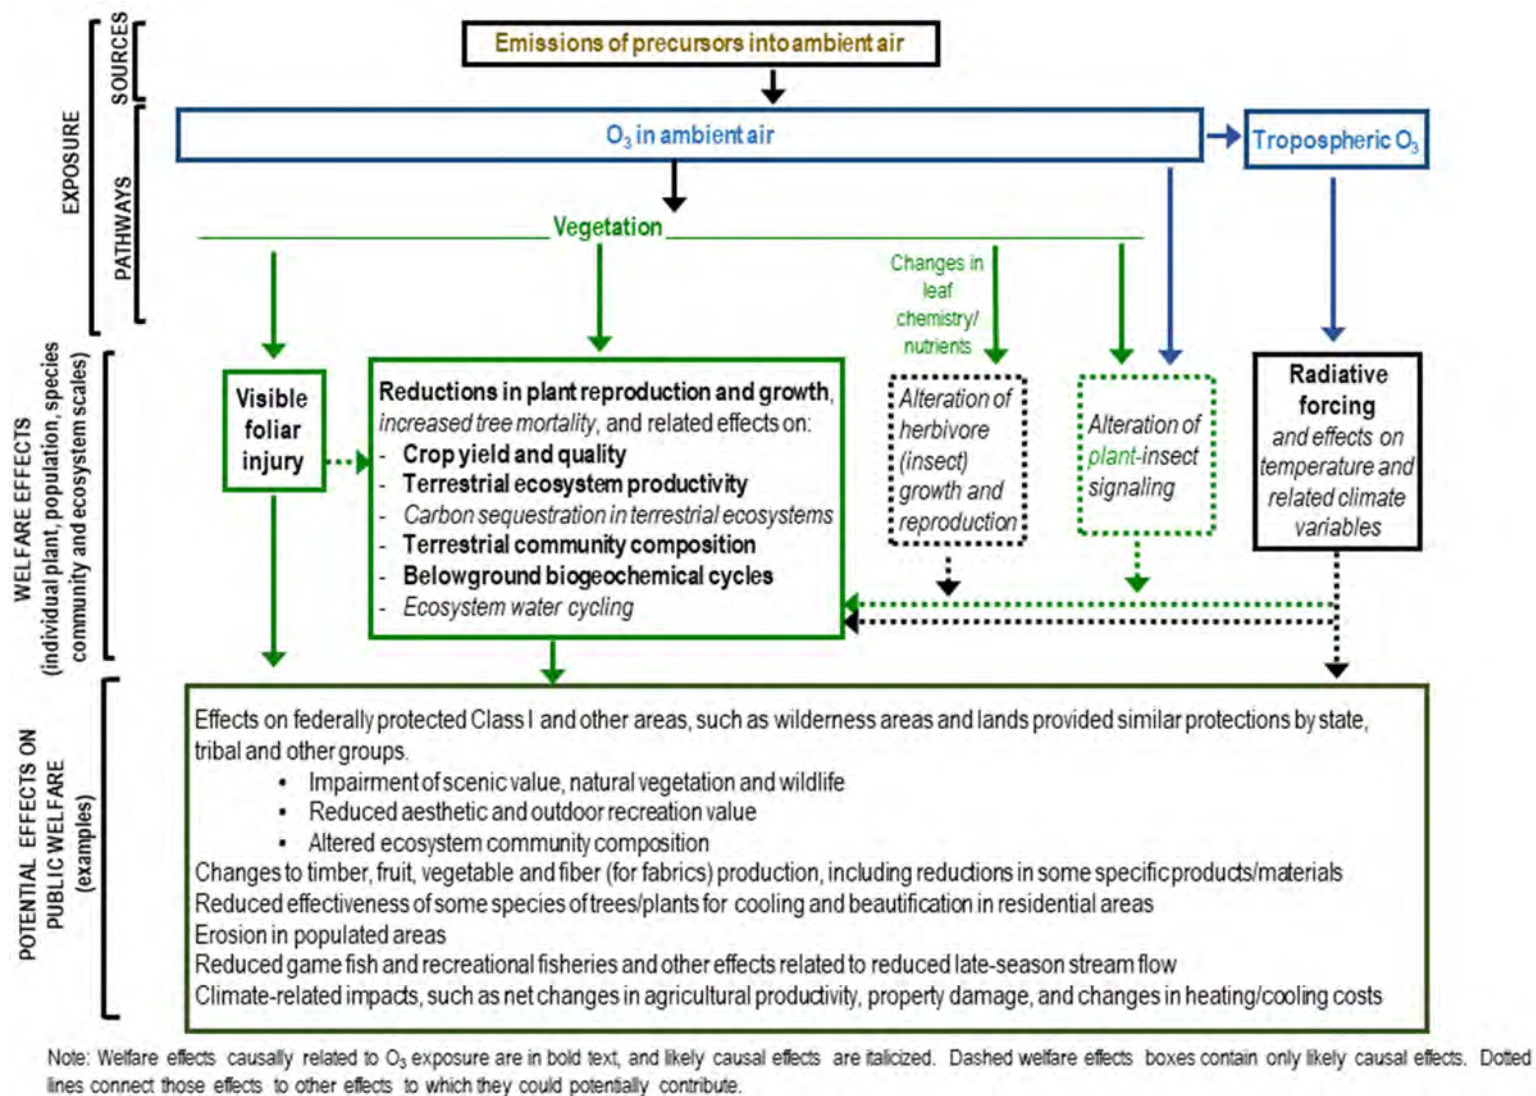 SOURCES
EXPOSURE
PATHWAYS
Emissions of precursors into ambient air
O₃ in ambient air
Tropospheric O₃
Vegetation
Changes in
leaf
chemistry/
nutrients
WELFARE EFFECTS
(individual plant, population, species
community and ecosystem scales)
Visible
foliar
injury
Reductions in plant reproduction and growth,
increased tree mortality, and related effects on:
- Crop yield and quality
- Terrestrial ecosystem productivity
- Carbon sequestration in terrestrial ecosystems
- Terrestrial community composition
- Belowground biogeochemical cycles
- Ecosystem water cycling
Alteration of
herbivore
(insect)
growth and
reproduction
Alteration of
plant-insect
signaling
Radiative
forcing
and effects on
temperature and
related climate
variables
POTENTIAL EFFECTS ON
PUBLIC WELFARE
(examples)
Effects on federally protected Class I and other areas, such as wilderness areas and lands provided similar protections by state,
tribal and other groups.
• Impairment of scenic value, natural vegetation and wildlife
• Reduced aesthetic and outdoor recreation value
• Altered ecosystem community composition
Changes to timber, fruit, vegetable and fiber (for fabrics) production, including reductions in some specific products/materials
Reduced effectiveness of some species of trees/plants for cooling and beautification in residential areas
Erosion in populated areas
Reduced game fish and recreational fisheries and other effects related to reduced late-season stream flow
Climate-related impacts, such as net changes in agricultural productivity, property damage, and changes in heating/cooling costs
Note: Welfare effects causally related to O₃ exposure are in bold text, and likely causal effects are italicized. Dashed welfare effects boxes contain only likely causal effects. Dotted
lines connect those effects to other effects to which they could potentially contribute.